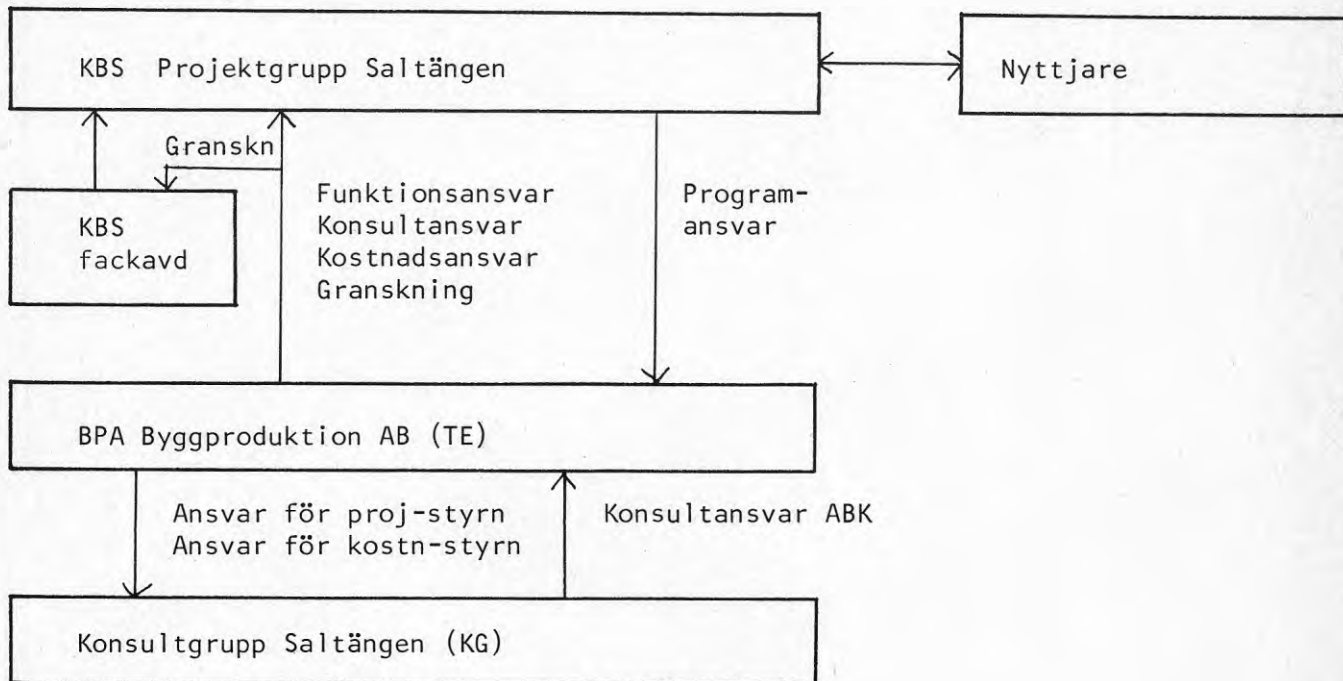 KBS Projektgrupp Saltängen
Nyttjare
Granskn
KBS
fackavd
Funktionsansvar
Konsultansvar
Kostnadsansvar
Granskning
Program-
ansvar
BPA Byggproduktion AB (TE)
Ansvar för proj-styrn
Ansvar för kostn-styrn
Konsultansvar ABK
Konsultgrupp Saltängen (KG)